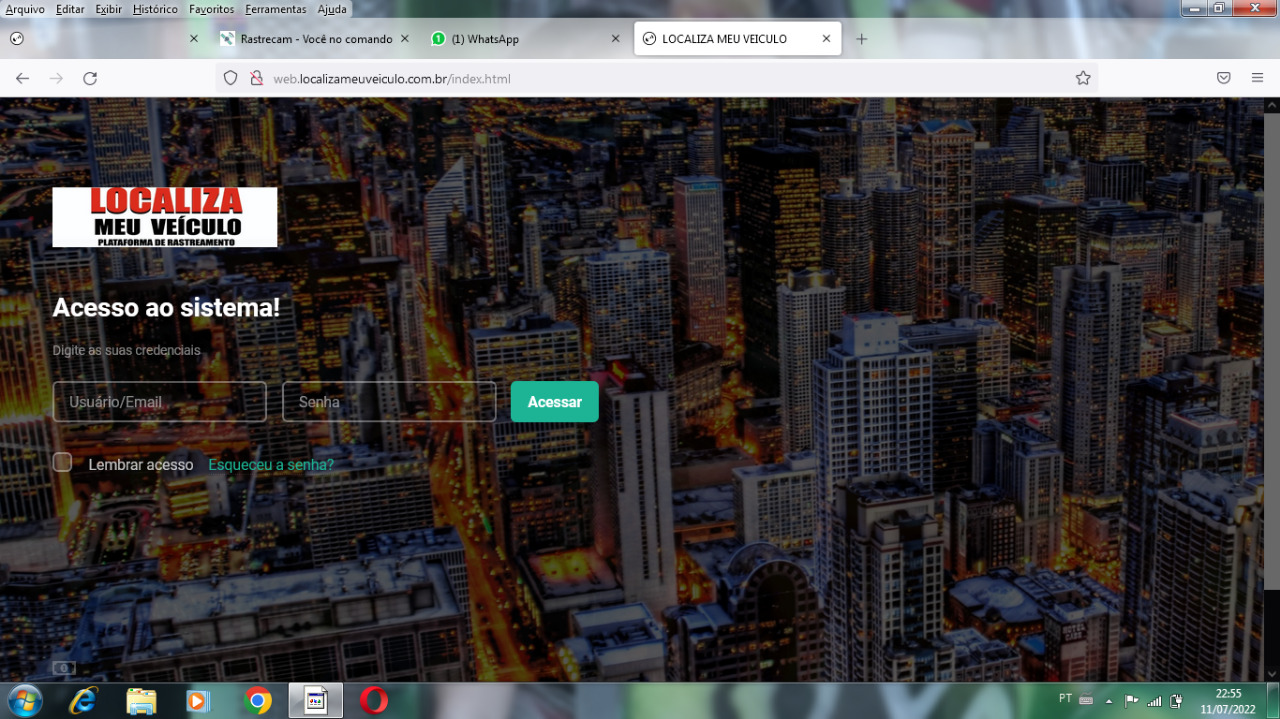 Arquivo Editar Exibir Histórico Favoritos Ferramentas Ajuda
Rastrecam - Você no comando
1 (1) WhatsApp
LOCALIZA MEU VEICULO
web.localizameuveiculo.com.br/index.html
LOCALIZA
MEU VEÍCULO
PLATAFORMA DE RASTREAMENTO
Acesso ao sistema!
Digite as suas credenciais
Usuário/Email Senha Acessar
Lembrar acesso Esqueceu a senha?
PT 22:55
11/07/2022